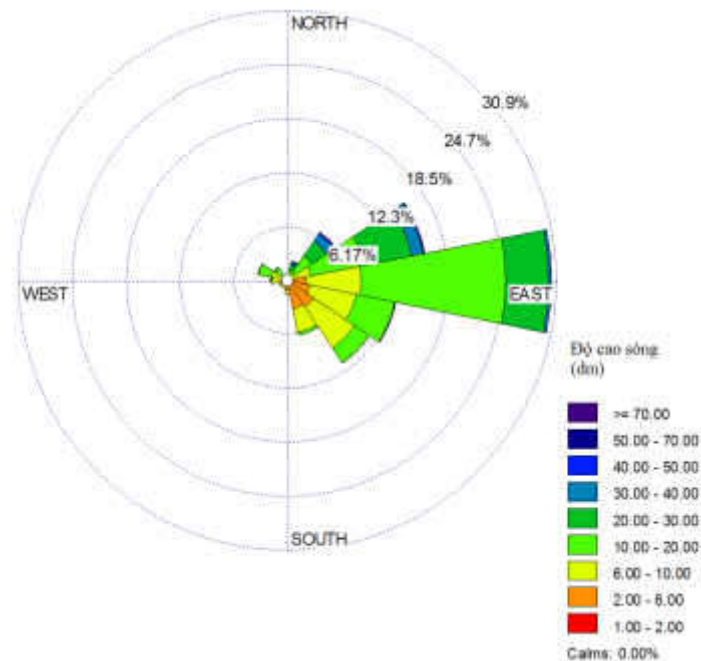 NORTH
30.9%
24.7%
18.5%
12.3%
6.17%
WEST
EAST
SOUTH
Độ cao sóng
(dm)
>= 70.00
50.00 - 70.00
40.00 - 50.00
30.00 - 40.00
20.00 - 30.00
10.00 - 20.00
6.00 - 10.00
2.00 - 6.00
1.00 - 2.00
Calms: 0.00%